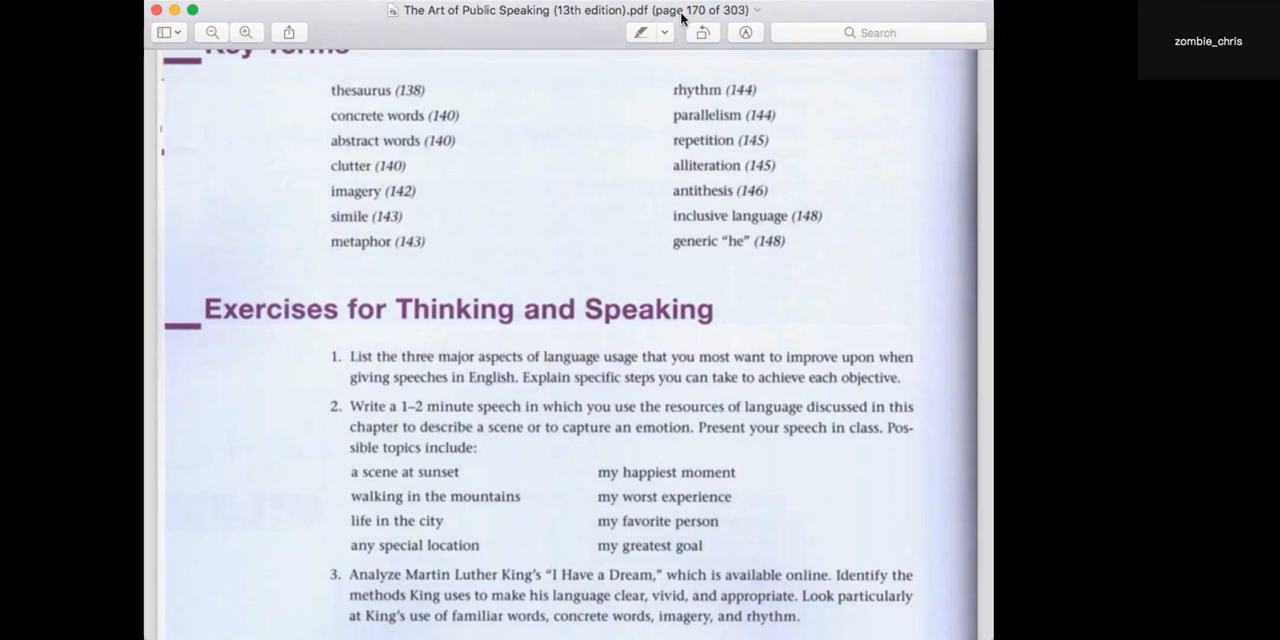 The Art of Public Speaking (13th edition).pdf (page 170 of 303)
Search
zombie_chris
Key Terms
thesaurus (138)
concrete words (140)
abstract words (140)
clutter (140)
imagery (142)
simile (143)
metaphor (143)
rhythm (144)
parallelism (144)
repetition (145)
alliteration (145)
antithesis (146)
inclusive language (148)
generic “he” (148)
Exercises for Thinking and Speaking
1. List the three major aspects of language usage that you most want to improve upon when
giving speeches in English. Explain specific steps you can take to achieve each objective.
2. Write a 1–2 minute speech in which you use the resources of language discussed in this
chapter to describe a scene or to capture an emotion. Present your speech in class. Pos-
sible topics include:
a scene at sunset
walking in the mountains
life in the city
any special location
my happiest moment
my worst experience
my favorite person
my greatest goal
3. Analyze Martin Luther King’s “I Have a Dream,” which is available online. Identify the
methods King uses to make his language clear, vivid, and appropriate. Look particularly
at King’s use of familiar words, concrete words, imagery, and rhythm.